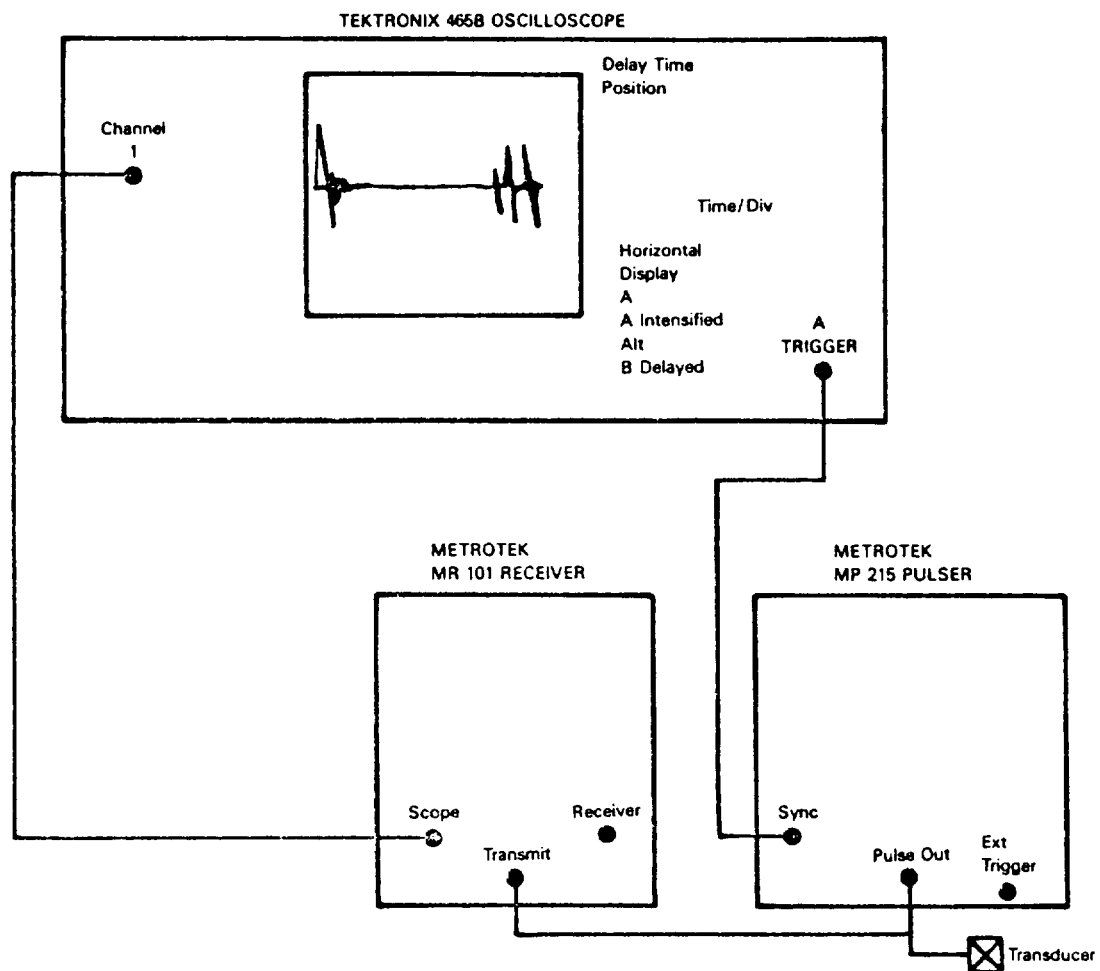 TEKTRONIX 465B OSCILLOSCOPE
Delay Time
Position
Channel
1
Time/Div
Horizontal
Display
A
A Intensified
Alt
B Delayed
A
TRIGGER
METROTEK
MR 101 RECEIVER
METROTEK
MP 215 PULSER
Scope
Receiver
Transmit
Sync
Pulse Out
Ext
Trigger
Transducer